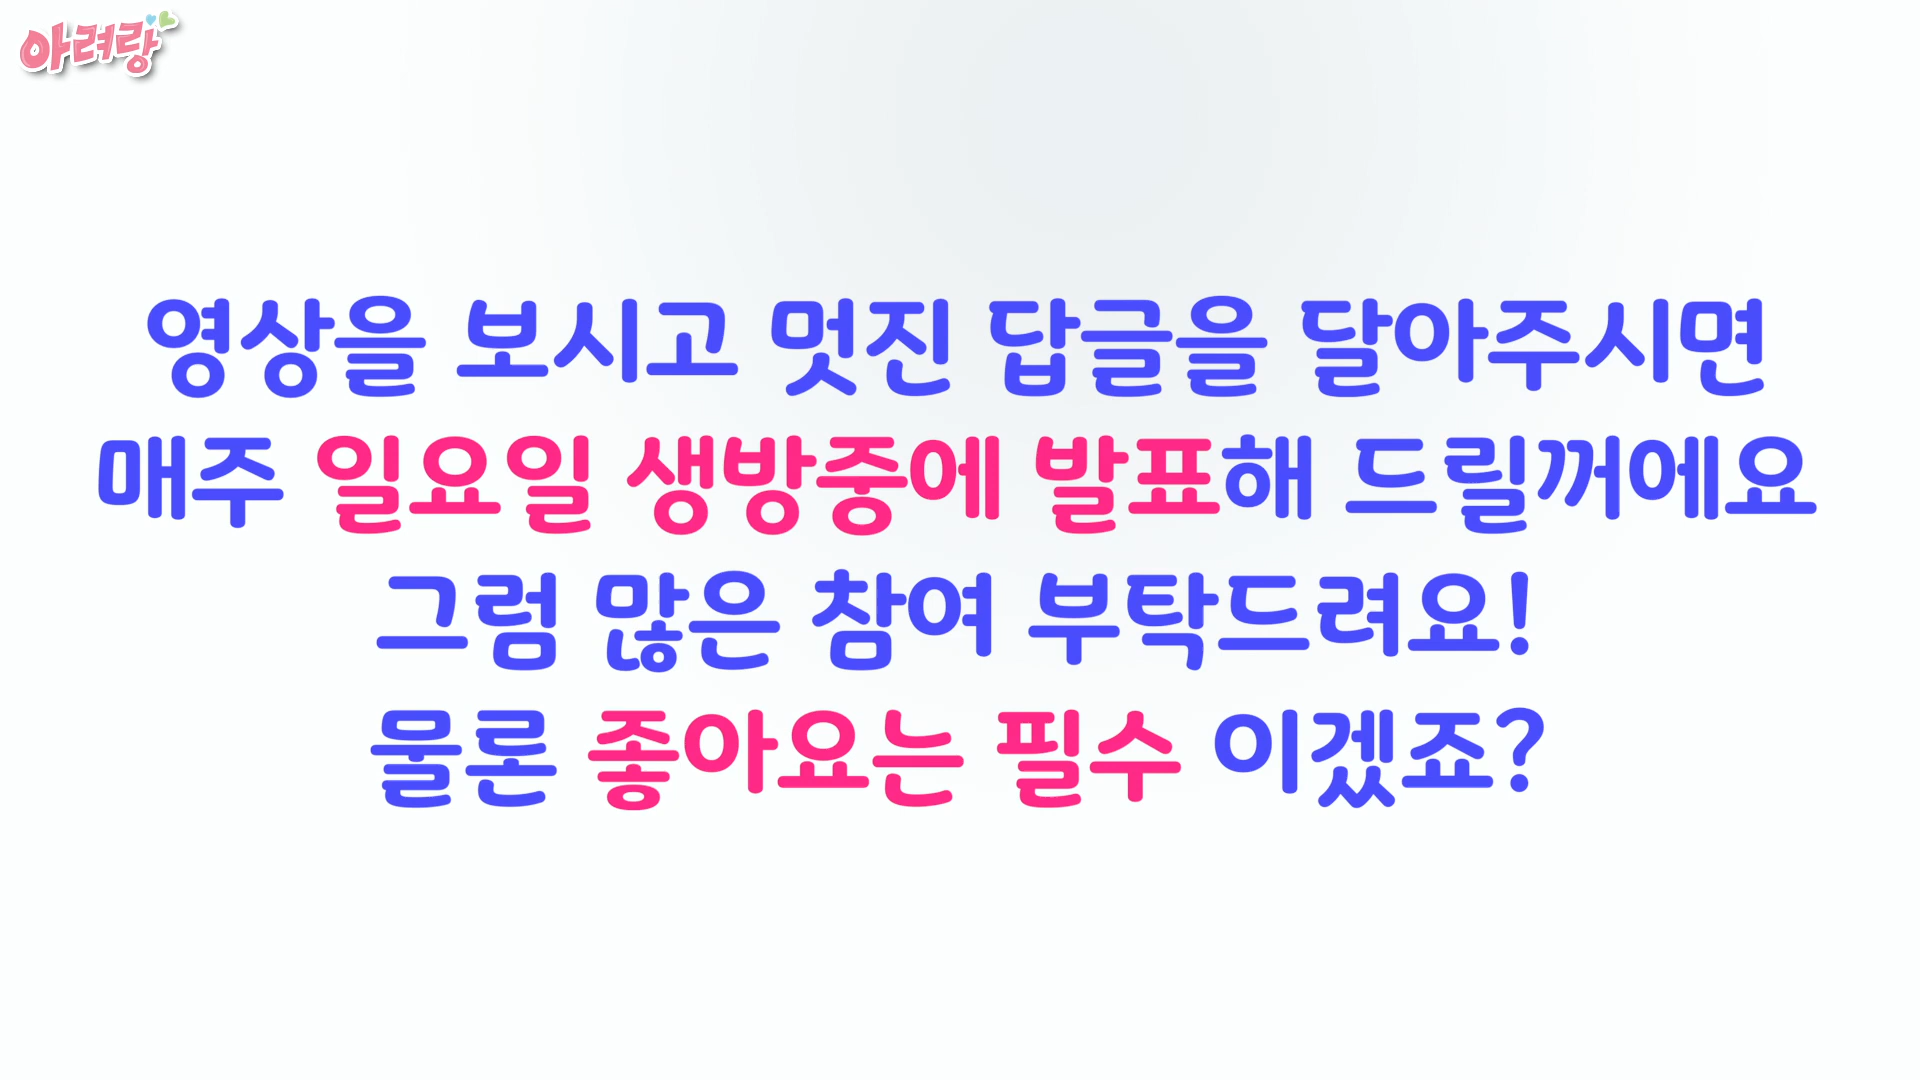 아려랑
영상을 보시고 멋진 답글을 달아주시면
매주 일요일 생방중에 발표해 드릴꺼에요
그럼 많은 참여 부탁드려요!
물론 좋아요는 필수 이겠죠?